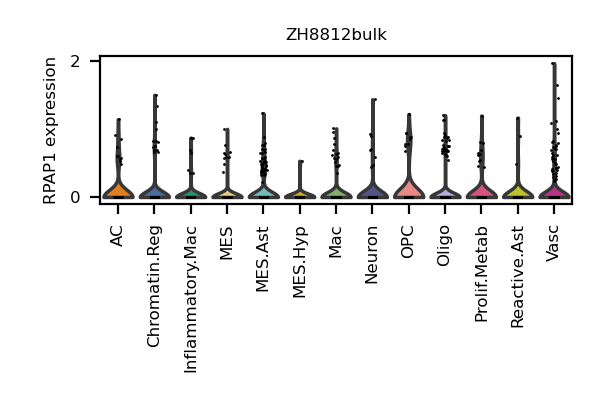 ZH8812bulk
RPAP1 expression
2
0
AC
Chromatin.Reg
Inflammatory.Mac
MES
MES.Ast
MES.Hyp
Mac
Neuron
OPC
Oligo
Prolif.Metab
Reactive.Ast
Vasc